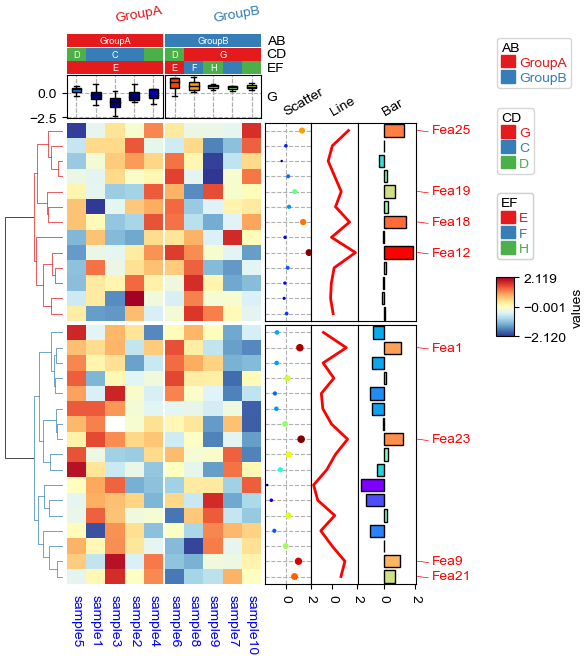 GroupA GroupB
GroupA GroupB AB
D C D G CD
E E F H EF
0.0
−2.5
G
Scatter Line Bar
Fea25
Fea19
Fea18
Fea12
Fea1
Fea23
Fea9
Fea21
0 2 0 2
sample5 sample1 sample3 sample2 sample4 sample6 sample8 sample9 sample7 sample10
AB
GroupA
GroupB
CD
G
C
D
EF
E
F
H
2.119
−0.001
−2.120
values